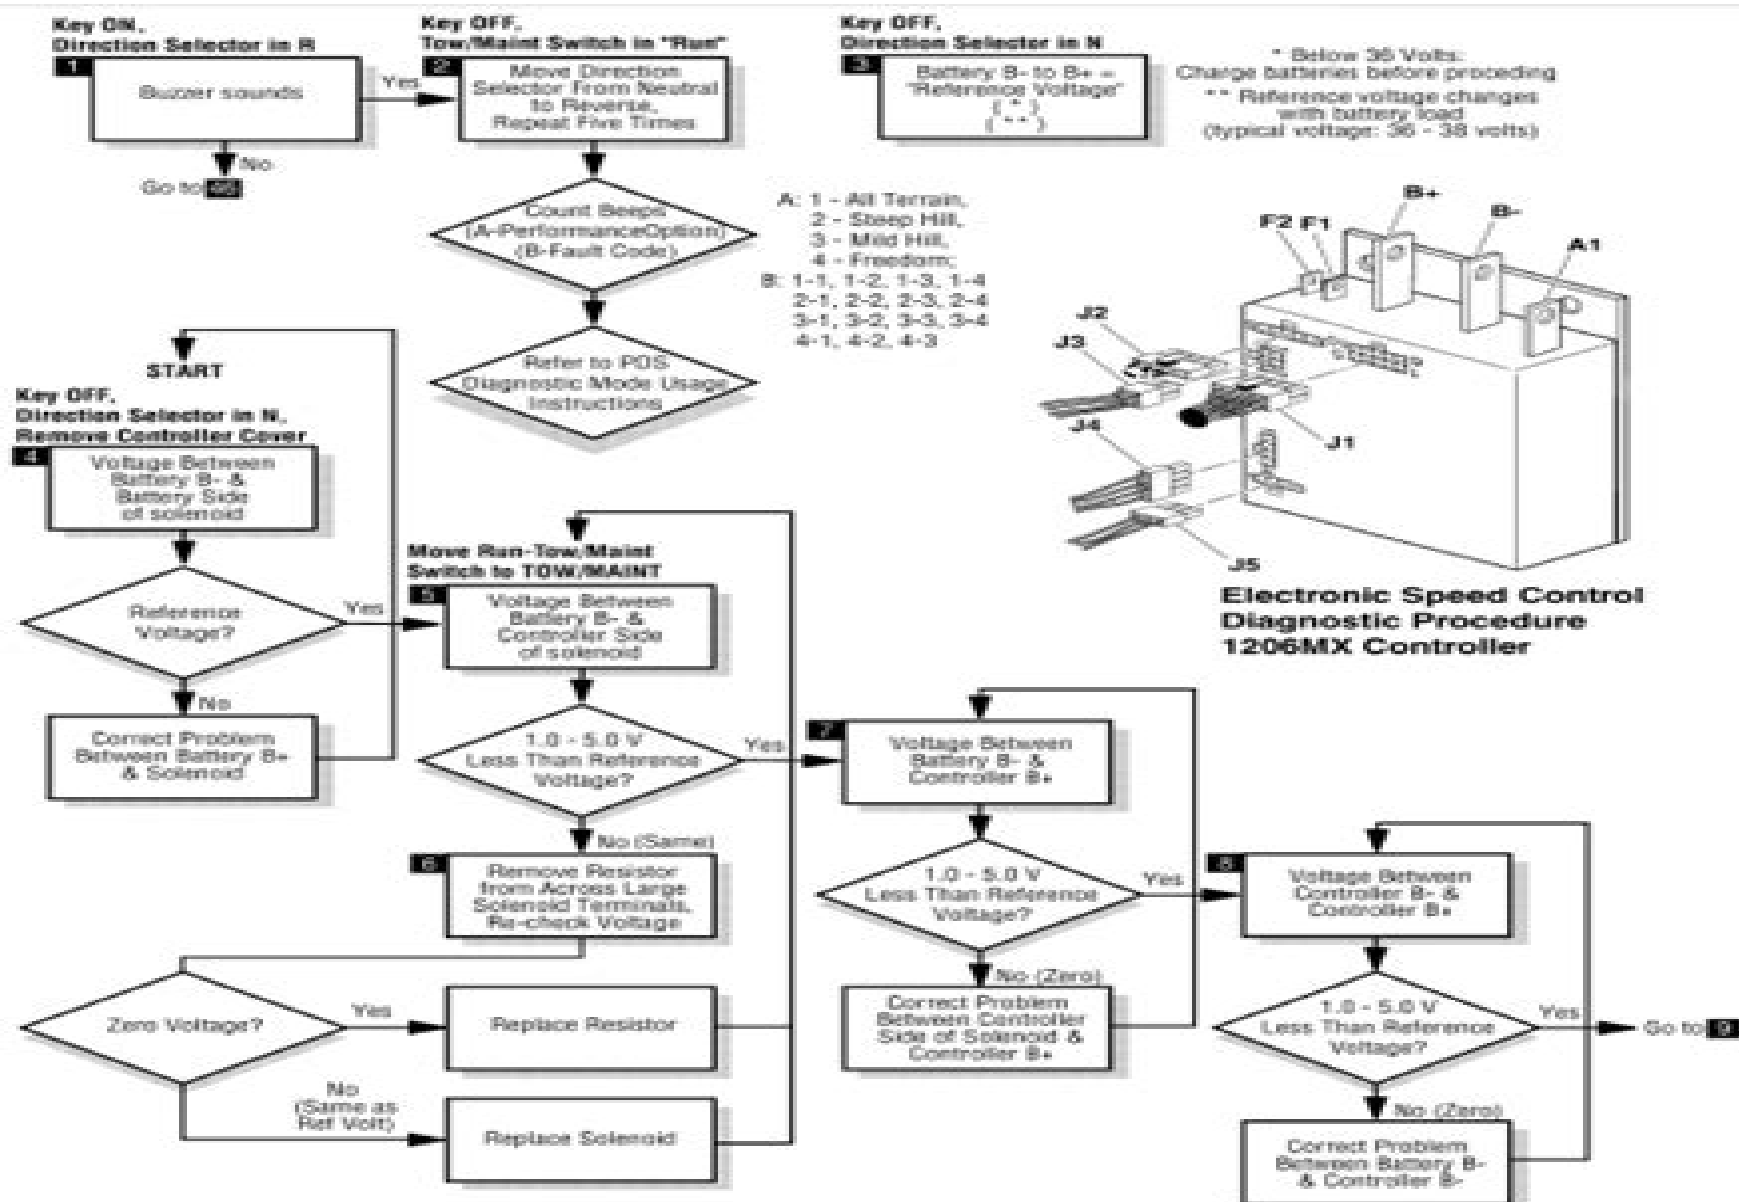 Key ON,
Direction Selector in R
1
Buzzer sounds
Yes
No
Go to 46
Key OFF,
Tow/Maint Switch in "Run"
2
Move Direction
Selector From Neutral
to Reverse,
Repeat Five Times
Count Beeps
(A-PerformanceOption)
(B-Fault Code)
Refer to PDS
Diagnostic Mode Usage
Instructions
A: 1 - All Terrain,
2 - Steep Hill,
3 - Mild Hill,
4 - Freedom;
B: 1-1, 1-2, 1-3, 1-4
2-1, 2-2, 2-3, 2-4
3-1, 3-2, 3-3, 3-4
4-1, 4-2, 4-3
Key OFF,
Direction Selector in N
3
Battery B- to B+ =
"Reference Voltage"
( * )
( ** )
* Below 36 Volts:
Charge batteries before proceding
** Reference voltage changes
with battery load
(typical voltage: 36 - 38 volts)
B+
B-
F2 F1
A1
J2
J3
J4
J1
J5
Electronic Speed Control
Diagnostic Procedure
1206MX Controller
START
Key OFF,
Direction Selector in N,
Remove Controller Cover
4
Voltage Between
Battery B- &
Battery Side
of solenoid
Reference
Voltage?
Yes
No
Correct Problem
Between Battery B+
& Solenoid
Move Run-Tow/Maint
Switch to TOW/MAINT
5
Voltage Between
Battery B- &
Controller Side
of solenoid
1.0 - 5.0 V
Less Than Reference
Voltage?
Yes
No (Same)
6
Remove Resistor
from Across Large
Solenoid Terminals,
Re-check Voltage
Zero Voltage?
Yes
Replace Resistor
No
(Same as
Ref Volt)
Replace Solenoid
7
Voltage Between
Battery B- &
Controller B+
1.0 - 5.0 V
Less Than Reference
Voltage?
Yes
No (Zero)
Correct Problem
Between Controller
Side of Solenoid &
Controller B+
8
Voltage Between
Controller B- &
Controller B+
1.0 - 5.0 V
Less Than Reference
Voltage?
Yes
Go to 9
No (Zero)
Correct Problem
Between Battery B-
& Controller B-